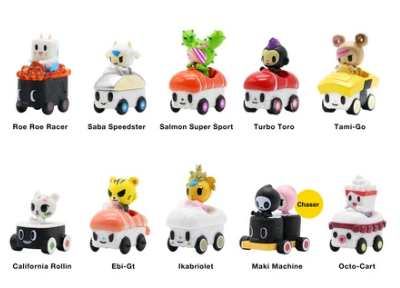 Roe Roe Racer
Saba Speedster
Salmon Super Sport
Turbo Toro
Tami-Go
Chaser
California Rollin
Ebi-Gt
Ikabriolet
Maki Machine
Octo-Cart